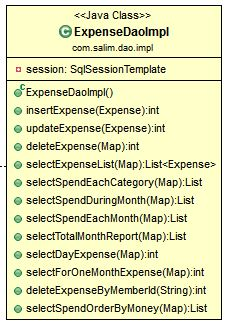 <<Java Class>>
ExpenseDaoImpl
com.salim.dao.impl
session: SqlSessionTemplate
ExpenseDaoImpl()
insertExpense(Expense):int
updateExpense(Expense):int
deleteExpense(Map):int
selectExpenseList(Map):List<Expense>
selectSpendEachCategory(Map):List
selectSpendDuringMonth(Map):List
selectSpendEachMonth(Map):List
selectTotalMonthReport(Map):List
selectDayExpense(Map):int
selectForOneMonthExpense(Map):int
deleteExpenseByMemberId(String):int
selectSpendOrderByMoney(Map):List